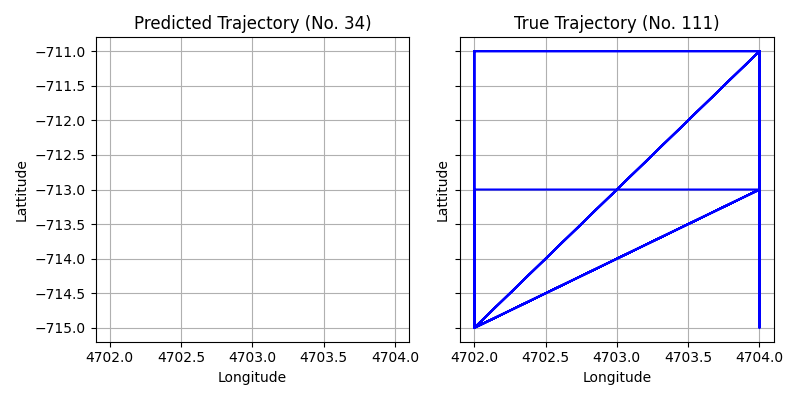 Predicted Trajectory (No. 34)
−711.0
−711.5
−712.0
−712.5
−713.0
−713.5
−714.0
−714.5
−715.0
Lattitude
4702.0 4702.5 4703.0 4703.5 4704.0
Longitude
True Trajectory (No. 111)
Lattitude
4702.0 4702.5 4703.0 4703.5 4704.0
Longitude